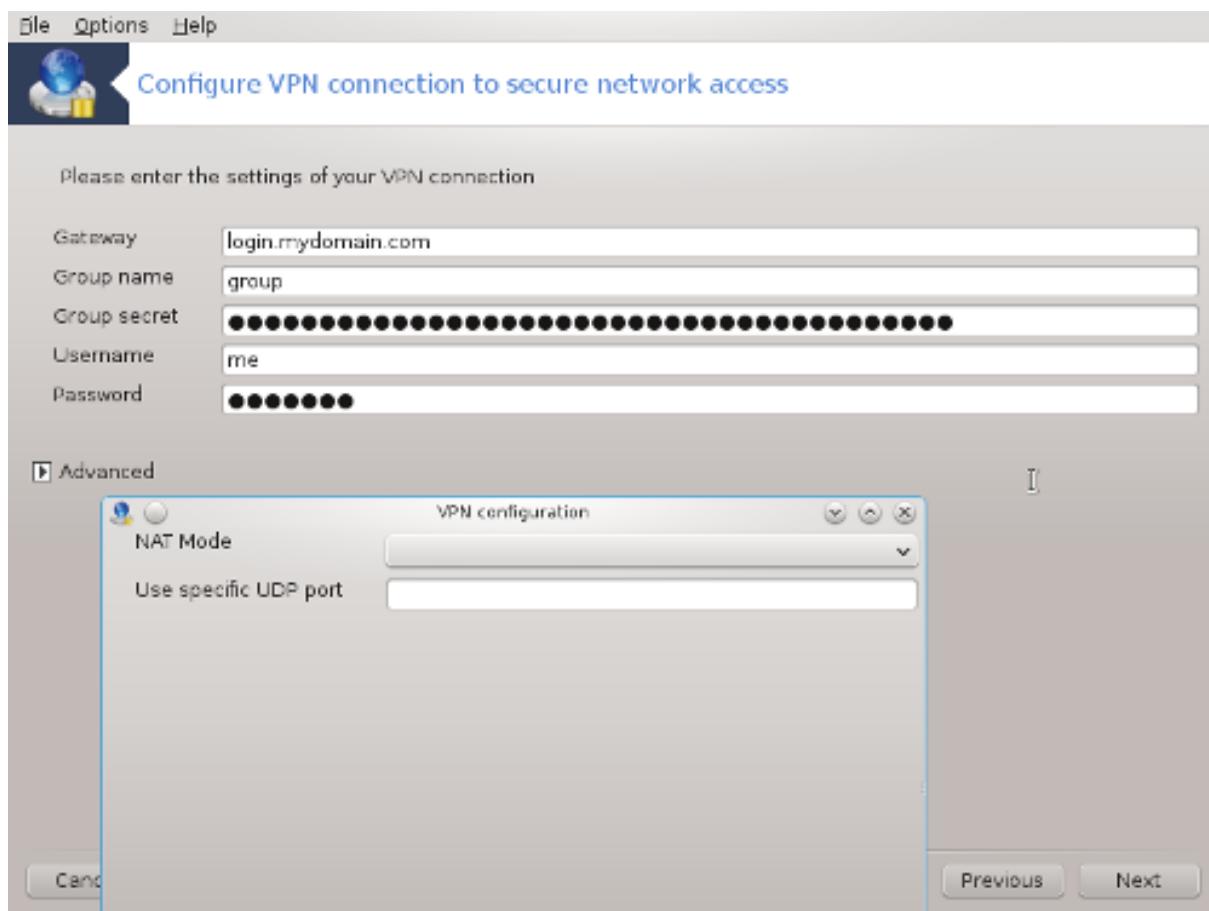 File Options Help
Configure VPN connection to secure network access
Please enter the settings of your VPN connection
Gateway login.mydomain.com
Group name group
Group secret ●●●●●●●●●●●●●●●●●●●●●●●●●●●●●●●●●●●●●●●●
Username me
Password ●●●●●●●
Advanced
VPN configuration
NAT Mode
Use specific UDP port
Canc Previous Next